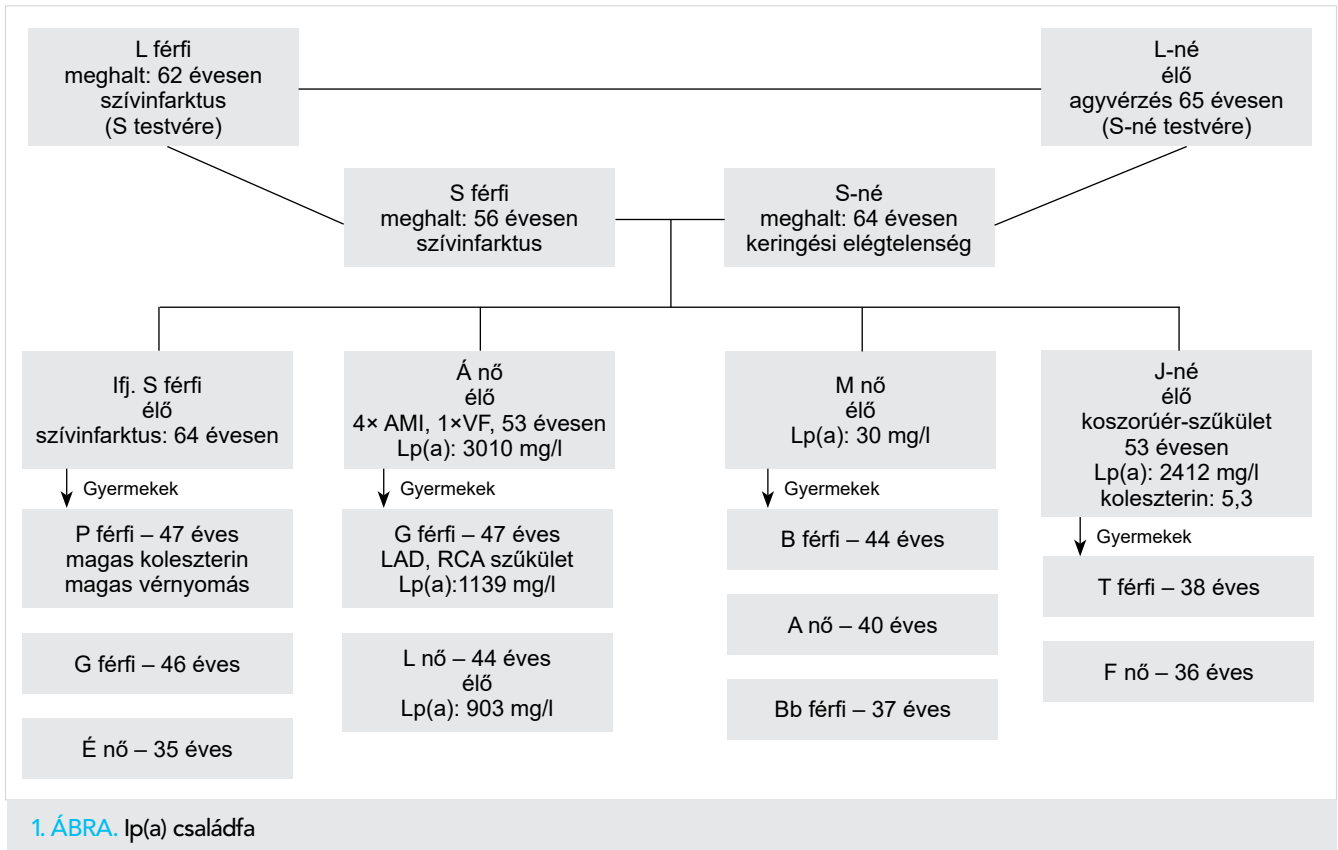 L férfi
meghalt: 62 évesen
szívinfarktus
(S testvére)
L-né
élő
agyvérzés 65 évesen
(S-né testvére)
S férfi
meghalt: 56 évesen
szívinfarktus
S-né
meghalt: 64 évesen
keringési elégtelenség
Ifj. S férfi
élő
szívinfarktus: 64 évesen
Gyermekek
P férfi – 47 éves
magas koleszterin
magas vérnyomás
G férfi – 46 éves
É nő – 35 éves
Á nő
élő
4× AMI, 1×VF, 53 évesen
Lp(a): 3010 mg/l
Gyermekek
G férfi – 47 éves
LAD, RCA szűkület
Lp(a):1139 mg/l
L nő – 44 éves
élő
Lp(a): 903 mg/l
M nő
élő
Lp(a): 30 mg/l
Gyermekek
B férfi – 44 éves
A nő – 40 éves
Bb férfi – 37 éves
J-né
élő
koszorúér-szűkület
53 évesen
Lp(a): 2412 mg/l
koleszterin: 5,3
Gyermekek
T férfi – 38 éves
F nő – 36 éves
1. ÁBRA. lp(a) családfa